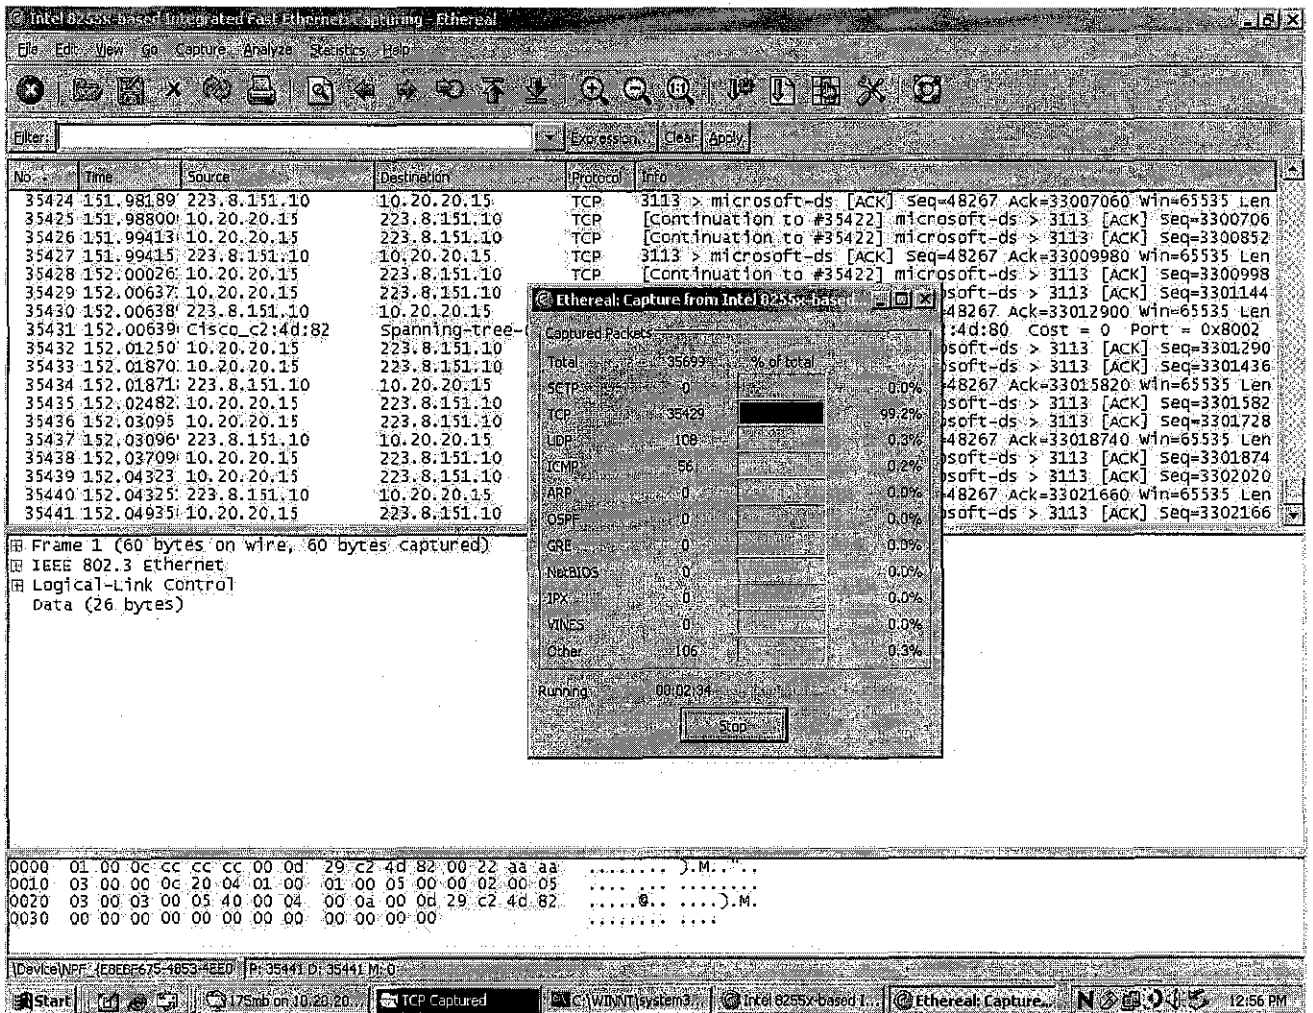 Intel 8255x-based Integrated Fast Ethernet: Capturing - Ethereal
File Edit View Go Capture Analyze Statistics Help
Filter: Expression... Clear Apply
No. Time Source Destination Protocol Info
35424 151.98189 223.8.151.10 10.20.20.15 TCP 3113 > microsoft-ds [ACK] Seq=48267 Ack=33007060 Win=65535 Len
35425 151.98800 10.20.20.15 223.8.151.10 TCP [Continuation to #35422] microsoft-ds > 3113 [ACK] Seq=3300706
35426 151.99413 10.20.20.15 223.8.151.10 TCP [Continuation to #35422] microsoft-ds > 3113 [ACK] Seq=3300852
35427 151.99415 223.8.151.10 10.20.20.15 TCP 3113 > microsoft-ds [ACK] Seq=48267 Ack=33009980 Win=65535 Len
35428 152.00026 10.20.20.15 223.8.151.10 TCP [Continuation to #35422] microsoft-ds > 3113 [ACK] Seq=3300998
35429 152.00637 10.20.20.15 223.8.151.10 soft-ds > 3113 [ACK] Seq=3301144
35430 152.00638 223.8.151.10 10.20.20.15 48267 Ack=33012900 Win=65535 Len
35431 152.00639 Cisco_c2:4d:82 Spanning-tree-( :4d:80 Cost = 0 Port = 0x8002
35432 152.01250 10.20.20.15 223.8.151.10 soft-ds > 3113 [ACK] Seq=3301290
35433 152.01870 10.20.20.15 223.8.151.10 soft-ds > 3113 [ACK] Seq=3301436
35434 152.01871 223.8.151.10 10.20.20.15 48267 Ack=33015820 Win=65535 Len
35435 152.02482 10.20.20.15 223.8.151.10 soft-ds > 3113 [ACK] Seq=3301582
35436 152.03095 10.20.20.15 223.8.151.10 soft-ds > 3113 [ACK] Seq=3301728
35437 152.03096 223.8.151.10 10.20.20.15 48267 Ack=33018740 Win=65535 Len
35438 152.03709 10.20.20.15 223.8.151.10 soft-ds > 3113 [ACK] Seq=3301874
35439 152.04323 10.20.20.15 223.8.151.10 soft-ds > 3113 [ACK] Seq=3302020
35440 152.04325 223.8.151.10 10.20.20.15 48267 Ack=33021660 Win=65535 Len
35441 152.04935 10.20.20.15 223.8.151.10 soft-ds > 3113 [ACK] Seq=3302166
Ethereal: Capture from Intel 8255x-based
Captured Packets
Total 35693 % of total
SCTP 0 0.0%
TCP 35429 99.2%
UDP 108 0.3%
ICMP 56 0.2%
ARP 0 0.0%
OSPF 0 0.0%
GRE 0 0.0%
NetBIOS 0 0.0%
IPX 0 0.0%
VINES 0 0.0%
Other 106 0.3%
Running 00:02:34
Stop
Frame 1 (60 bytes on wire, 60 bytes captured)
IEEE 802.3 Ethernet
Logical-Link Control
Data (26 bytes)
0000 01 00 0c cc cc cc 00 0d 29 c2 4d 82 00 22 aa aa ........ ).M.."..
0010 03 00 00 0c 20 04 01 00 01 00 05 00 00 02 00 05 .... ... ........
0020 03 00 03 00 05 40 00 04 00 0a 00 0d 29 c2 4d 82 .....@.. ....).M.
0030 00 00 00 00 00 00 00 00 00 00 00 00 ........ ....
\Device\NPF_{E8EBF675-4853-42E0 P: 35441 D: 35441 M: 0
Start 175mb on 10.20.20... TCP Captured C:\WINNT\system3... Intel 8255x-based I... Ethereal: Capture... N 12:56 PM